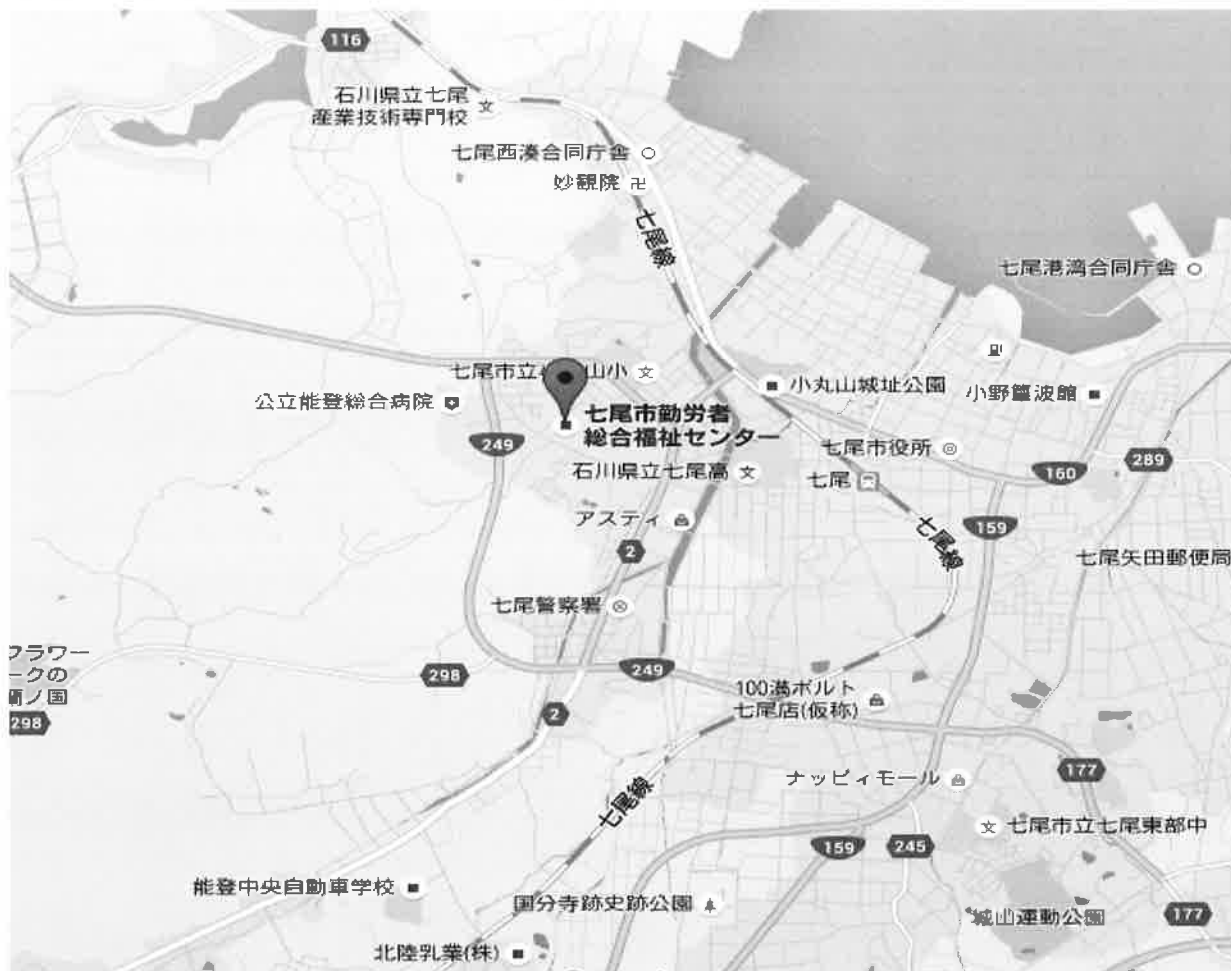 116
石川県立七尾
産業技術専門校
七尾西湊合同庁舎
妙観院
七尾線
七尾港湾合同庁舎
七尾市立
山小
小丸山城址公園
公立能登総合病院
小野篁波館
七尾市勤労者
総合福祉センター
249
七尾市役所
289
160
石川県立七尾高
七尾
アスティ
159
2
七尾線
七尾矢田郵便局
七尾警察署
フラワー
ークの
蘭ノ国
298
298
249
100満ボルト
七尾店(仮称)
2
177
ナッピィモール
七尾線
七尾市立七尾東部中
159
245
能登中央自動車学校
国分寺跡史跡公園
城山運動公園
177
北陸乳業(株)